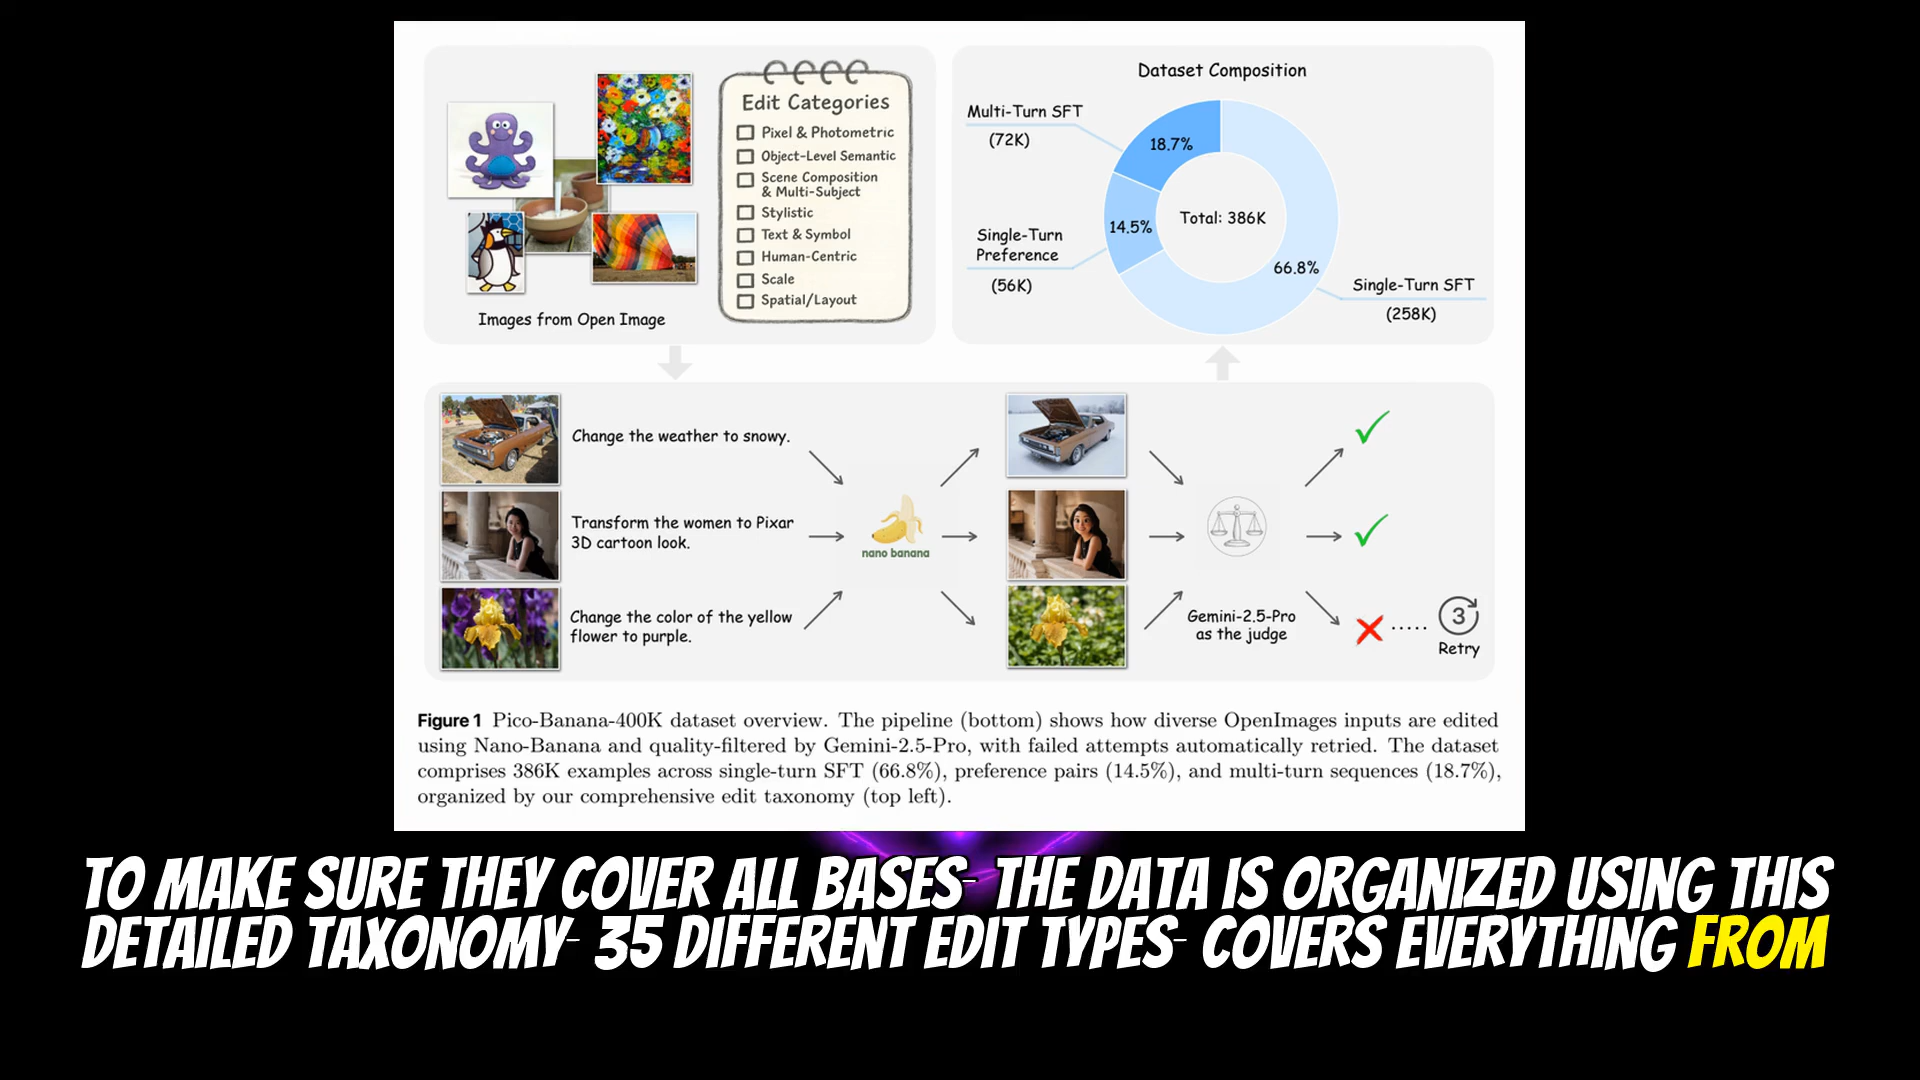 Edit Categories
Pixel & Photometric
Object-Level Semantic
Scene Composition
& Multi-Subject
Stylistic
Text & Symbol
Human-Centric
Scale
Spatial/Layout
Images from Open Image
Dataset Composition
Multi-Turn SFT
(72K)
18.7%
Single-Turn
Preference
(56K)
14.5%
Total: 386K
66.8%
Single-Turn SFT
(258K)
Change the weather to snowy.
Transform the women to Pixar
3D cartoon look.
Change the color of the yellow
flower to purple.
nano banana
Gemini-2.5-Pro
as the judge
3
Retry
Figure 1 Pico-Banana-400K dataset overview. The pipeline (bottom) shows how diverse OpenImages inputs are edited
using Nano-Banana and quality-filtered by Gemini-2.5-Pro, with failed attempts automatically retried. The dataset
comprises 386K examples across single-turn SFT (66.8%), preference pairs (14.5%), and multi-turn sequences (18.7%),
organized by our comprehensive edit taxonomy (top left).
TO MAKE SURE THEY COVER ALL BASES- THE DATA IS ORGANIZED USING THIS
DETAILED TAXONOMY- 35 DIFFERENT EDIT TYPES- COVERS EVERYTHING FROM